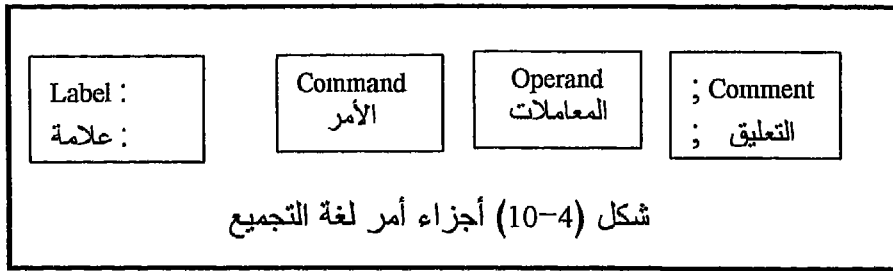 Label :
علامة :
Command
الأمر
Operand
المعاملات
; Comment
التعليق ;
شكل (4-10) أجزاء أمر لغة التجميع